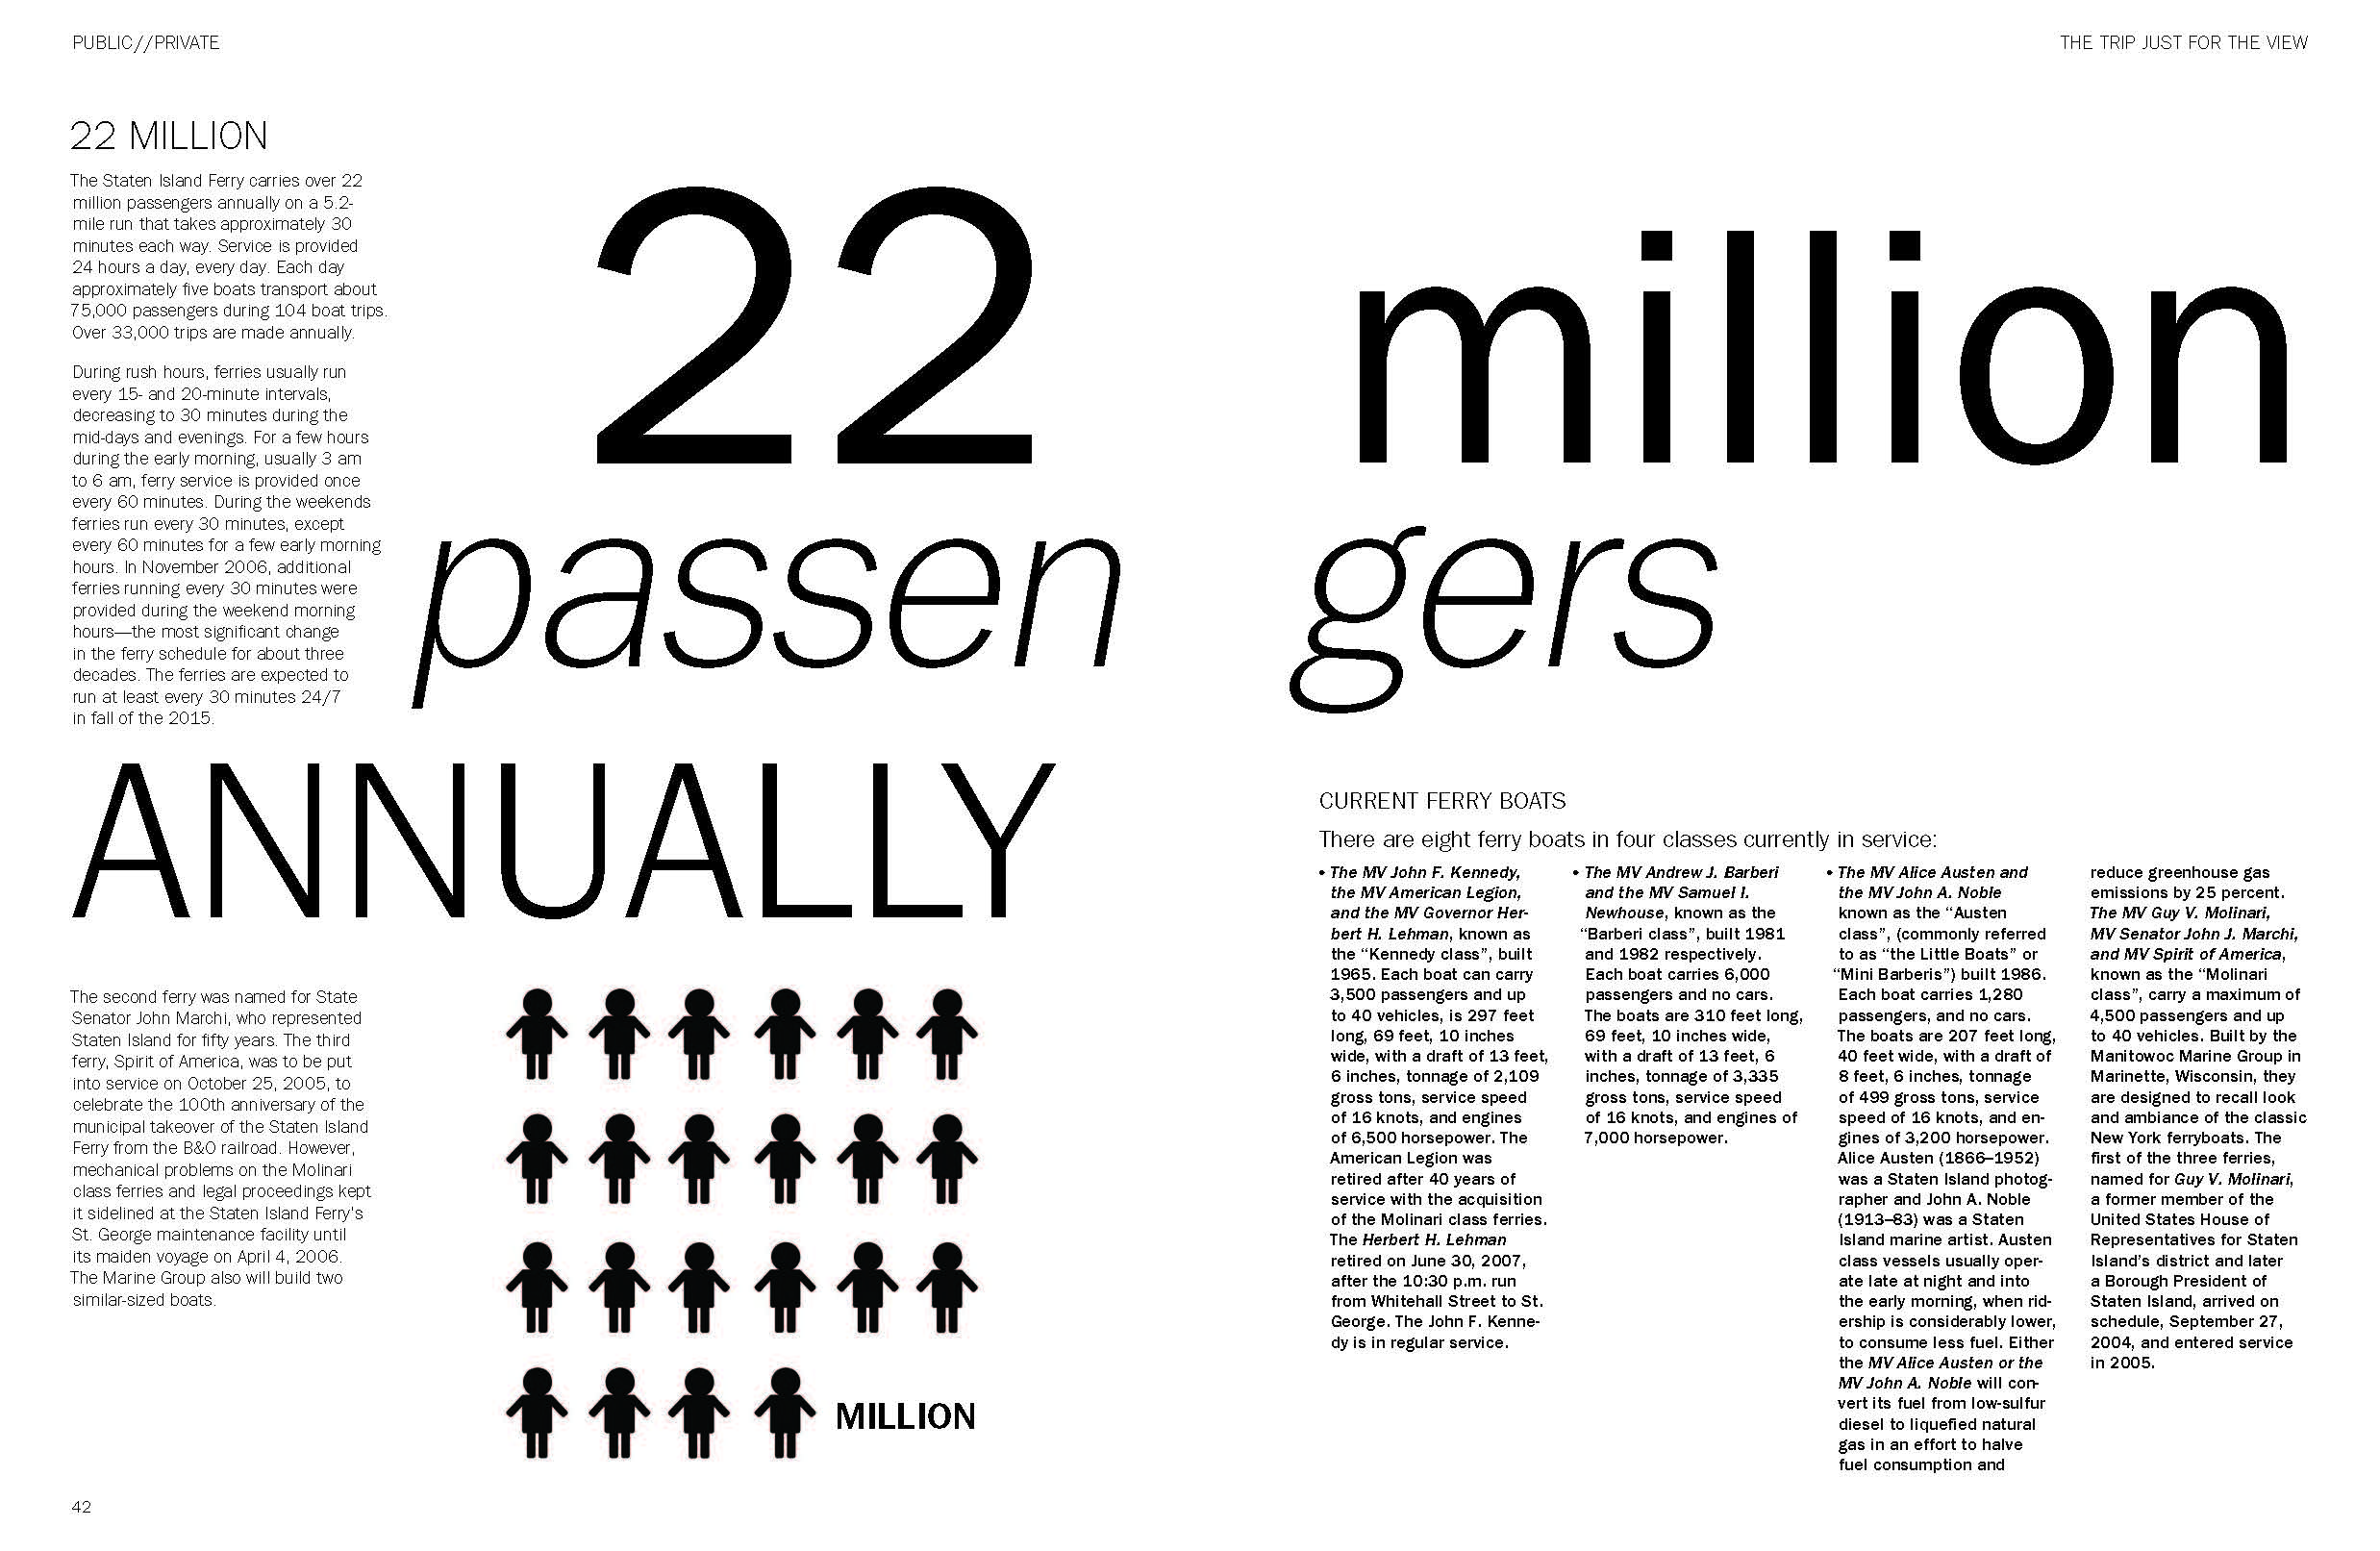 PUBLIC//PRIVATE
THE TRIP JUST FOR THE VIEW
22 MILLION
The Staten Island Ferry carries over 22
million passengers annually on a 5.2-
mile run that takes approximately 30
minutes each way. Service is provided
24 hours a day, every day. Each day
approximately five boats transport about
75,000 passengers during 104 boat trips.
Over 33,000 trips are made annually.
During rush hours, ferries usually run
every 15- and 20-minute intervals,
decreasing to 30 minutes during the
mid-days and evenings. For a few hours
during the early morning, usually 3 am
to 6 am, ferry service is provided once
every 60 minutes. During the weekends
ferries run every 30 minutes, except
every 60 minutes for a few early morning
hours. In November 2006, additional
ferries running every 30 minutes were
provided during the weekend morning
hours—the most significant change
in the ferry schedule for about three
decades. The ferries are expected to
run at least every 30 minutes 24/7
in fall of the 2015.
22 million
passen gers
ANNUALLY
The second ferry was named for State
Senator John Marchi, who represented
Staten Island for fifty years. The third
ferry, Spirit of America, was to be put
into service on October 25, 2005, to
celebrate the 100th anniversary of the
municipal takeover of the Staten Island
Ferry from the B&O railroad. However,
mechanical problems on the Molinari
class ferries and legal proceedings kept
it sidelined at the Staten Island Ferry's
St. George maintenance facility until
its maiden voyage on April 4, 2006.
The Marine Group also will build two
similar-sized boats.
MILLION
CURRENT FERRY BOATS
There are eight ferry boats in four classes currently in service:
• The MV John F. Kennedy,
the MV American Legion,
and the MV Governor Her-
bert H. Lehman, known as
the “Kennedy class”, built
1965. Each boat can carry
3,500 passengers and up
to 40 vehicles, is 297 feet
long, 69 feet, 10 inches
wide, with a draft of 13 feet,
6 inches, tonnage of 2,109
gross tons, service speed
of 16 knots, and engines
of 6,500 horsepower. The
American Legion was
retired after 40 years of
service with the acquisition
of the Molinari class ferries.
The Herbert H. Lehman
retired on June 30, 2007,
after the 10:30 p.m. run
from Whitehall Street to St.
George. The John F. Kenne-
dy is in regular service.
• The MV Andrew J. Barberi
and the MV Samuel I.
Newhouse, known as the
“Barberi class”, built 1981
and 1982 respectively.
Each boat carries 6,000
passengers and no cars.
The boats are 310 feet long,
69 feet, 10 inches wide,
with a draft of 13 feet, 6
inches, tonnage of 3,335
gross tons, service speed
of 16 knots, and engines of
7,000 horsepower.
• The MV Alice Austen and
the MV John A. Noble
known as the “Austen
class”, (commonly referred
to as “the Little Boats” or
“Mini Barberis”) built 1986.
Each boat carries 1,280
passengers, and no cars.
The boats are 207 feet long,
40 feet wide, with a draft of
8 feet, 6 inches, tonnage
of 499 gross tons, service
speed of 16 knots, and en-
gines of 3,200 horsepower.
Alice Austen (1866–1952)
was a Staten Island photog-
rapher and John A. Noble
(1913–83) was a Staten
Island marine artist. Austen
class vessels usually oper-
ate late at night and into
the early morning, when rid-
ership is considerably lower,
to consume less fuel. Either
the MV Alice Austen or the
MV John A. Noble will con-
vert its fuel from low-sulfur
diesel to liquefied natural
gas in an effort to halve
fuel consumption and
reduce greenhouse gas
emissions by 25 percent.
The MV Guy V. Molinari,
MV Senator John J. Marchi,
and MV Spirit of America,
known as the “Molinari
class”, carry a maximum of
4,500 passengers and up
to 40 vehicles. Built by the
Manitowoc Marine Group in
Marinette, Wisconsin, they
are designed to recall look
and ambiance of the classic
New York ferryboats. The
first of the three ferries,
named for Guy V. Molinari,
a former member of the
United States House of
Representatives for Staten
Island's district and later
a Borough President of
Staten Island, arrived on
schedule, September 27,
2004, and entered service
in 2005.
42